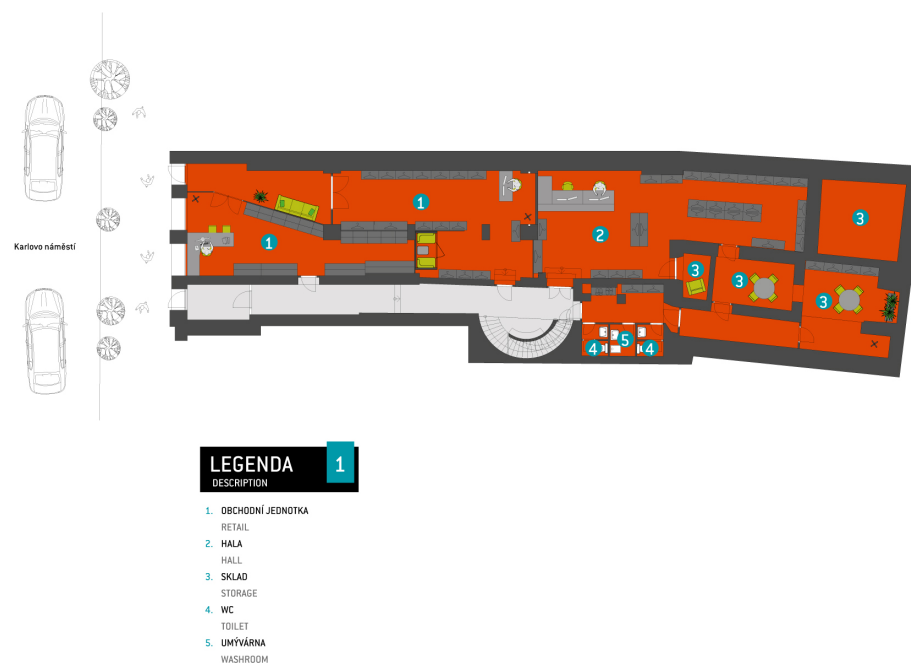 1
2
3
1
3
3
3
Karlovo náměstí
4
5
4
LEGENDA
1
DESCRIPTION
1. OBCHODNÍ JEDNOTKA
RETAIL
2. HALA
HALL
3. SKLAD
STORAGE
4. WC
TOILET
5. UMÝVÁRNA
WASHROOM